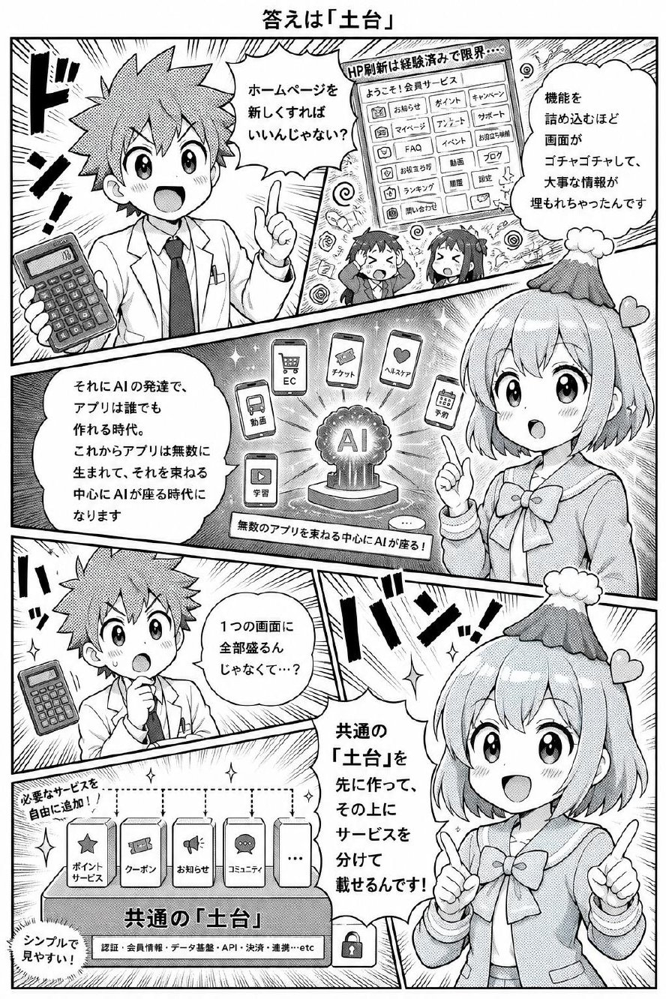 答えは「土台」
ドンッ!
ホームページを
新しくすれば
いいんじゃない?
HP刷新は経験済みで限界…
ようこそ!会員サービス
お知らせ
ポイント
キャンペーン
マイページ
アンケート
サポート
FAQ
イベント
動画
ブログ
ランキング
設定
問い合わせ
機能を
詰め込むほど
画面が
ゴチャゴチャして、
大事な情報が
埋もれちゃったんです
それにAIの発達で、
アプリは誰でも
作れる時代。
これからアプリは無数に
生まれて、それを束ねる
中心にAIが座る時代に
なります
学習
動画
EC
チケット
ヘルスケア
予約
AI
…
無数のアプリを束ねる中心にAIが座る!
1つの画面に
全部盛るん
じゃなくて…?
バンッ!
共通の
「土台」を
先に作って、
その上に
サービスを
分けて
載せるんです!
必要なサービスを
自由に追加!
ポイント
サービス
クーポン
お知らせ
コミュニティ
…
共通の「土台」
認証・会員情報・データ基盤・API・決済・連携…etc
シンプルで
見やすい!